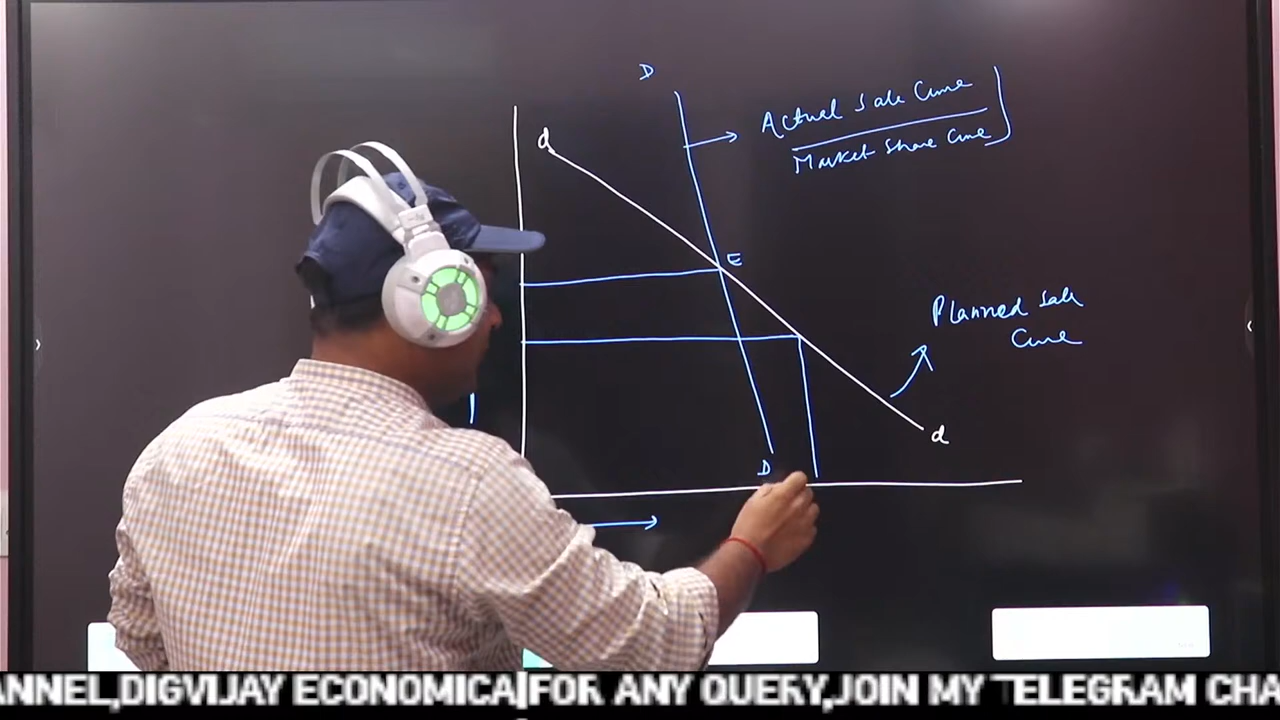 D
Actual Sale Curve
Market Share Curve
d
E
Planned Sale
Curve
d
D
ANNEL,DIGVIJAY ECONOMICA|FOR ANY QUERY,JOIN MY TELEGRAM CHA